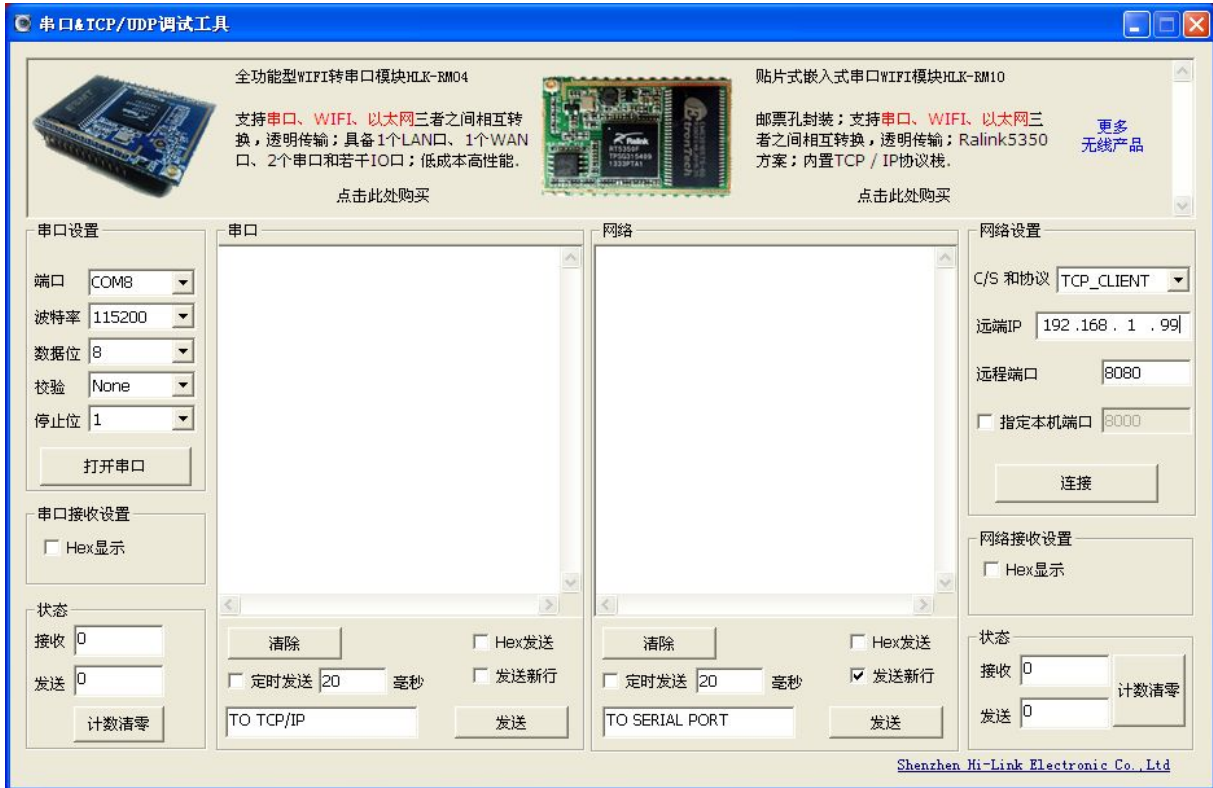 串口&TCP/UDP调试工具
全功能型WIFI转串口模块HLK-RM04
支持串口、WIFI、以太网三者之间相互转
换，透明传输；具备1个LAN口、1个WAN
口、2个串口和若干IO口；低成本高性能.
点击此处购买
Ralink
RT5350F
贴片式嵌入式串口WIFI模块HLK-RM10
邮票孔封装；支持串口、WIFI、以太网三
者之间相互转换，透明传输；Ralink5350
方案；内置TCP / IP协议栈.
点击此处购买
更多
无线产品
串口设置
端口 COM8
波特率 115200
数据位 8
校验 None
停止位 1
打开串口
串口接收设置
Hex显示
状态
接收 0
发送 0
计数清零
串口
清除
Hex发送
定时发送 20 毫秒
发送新行
TO TCP/IP
发送
网络
清除
Hex发送
定时发送 20 毫秒
发送新行
TO SERIAL PORT
发送
网络设置
C/S 和协议 TCP_CLIENT
远端IP 192 .168 . 1 . 99
远程端口 8080
指定本机端口 8000
连接
网络接收设置
Hex显示
状态
接收 0
发送 0
计数清零
Shenzhen Hi-Link Electronic Co.,Ltd